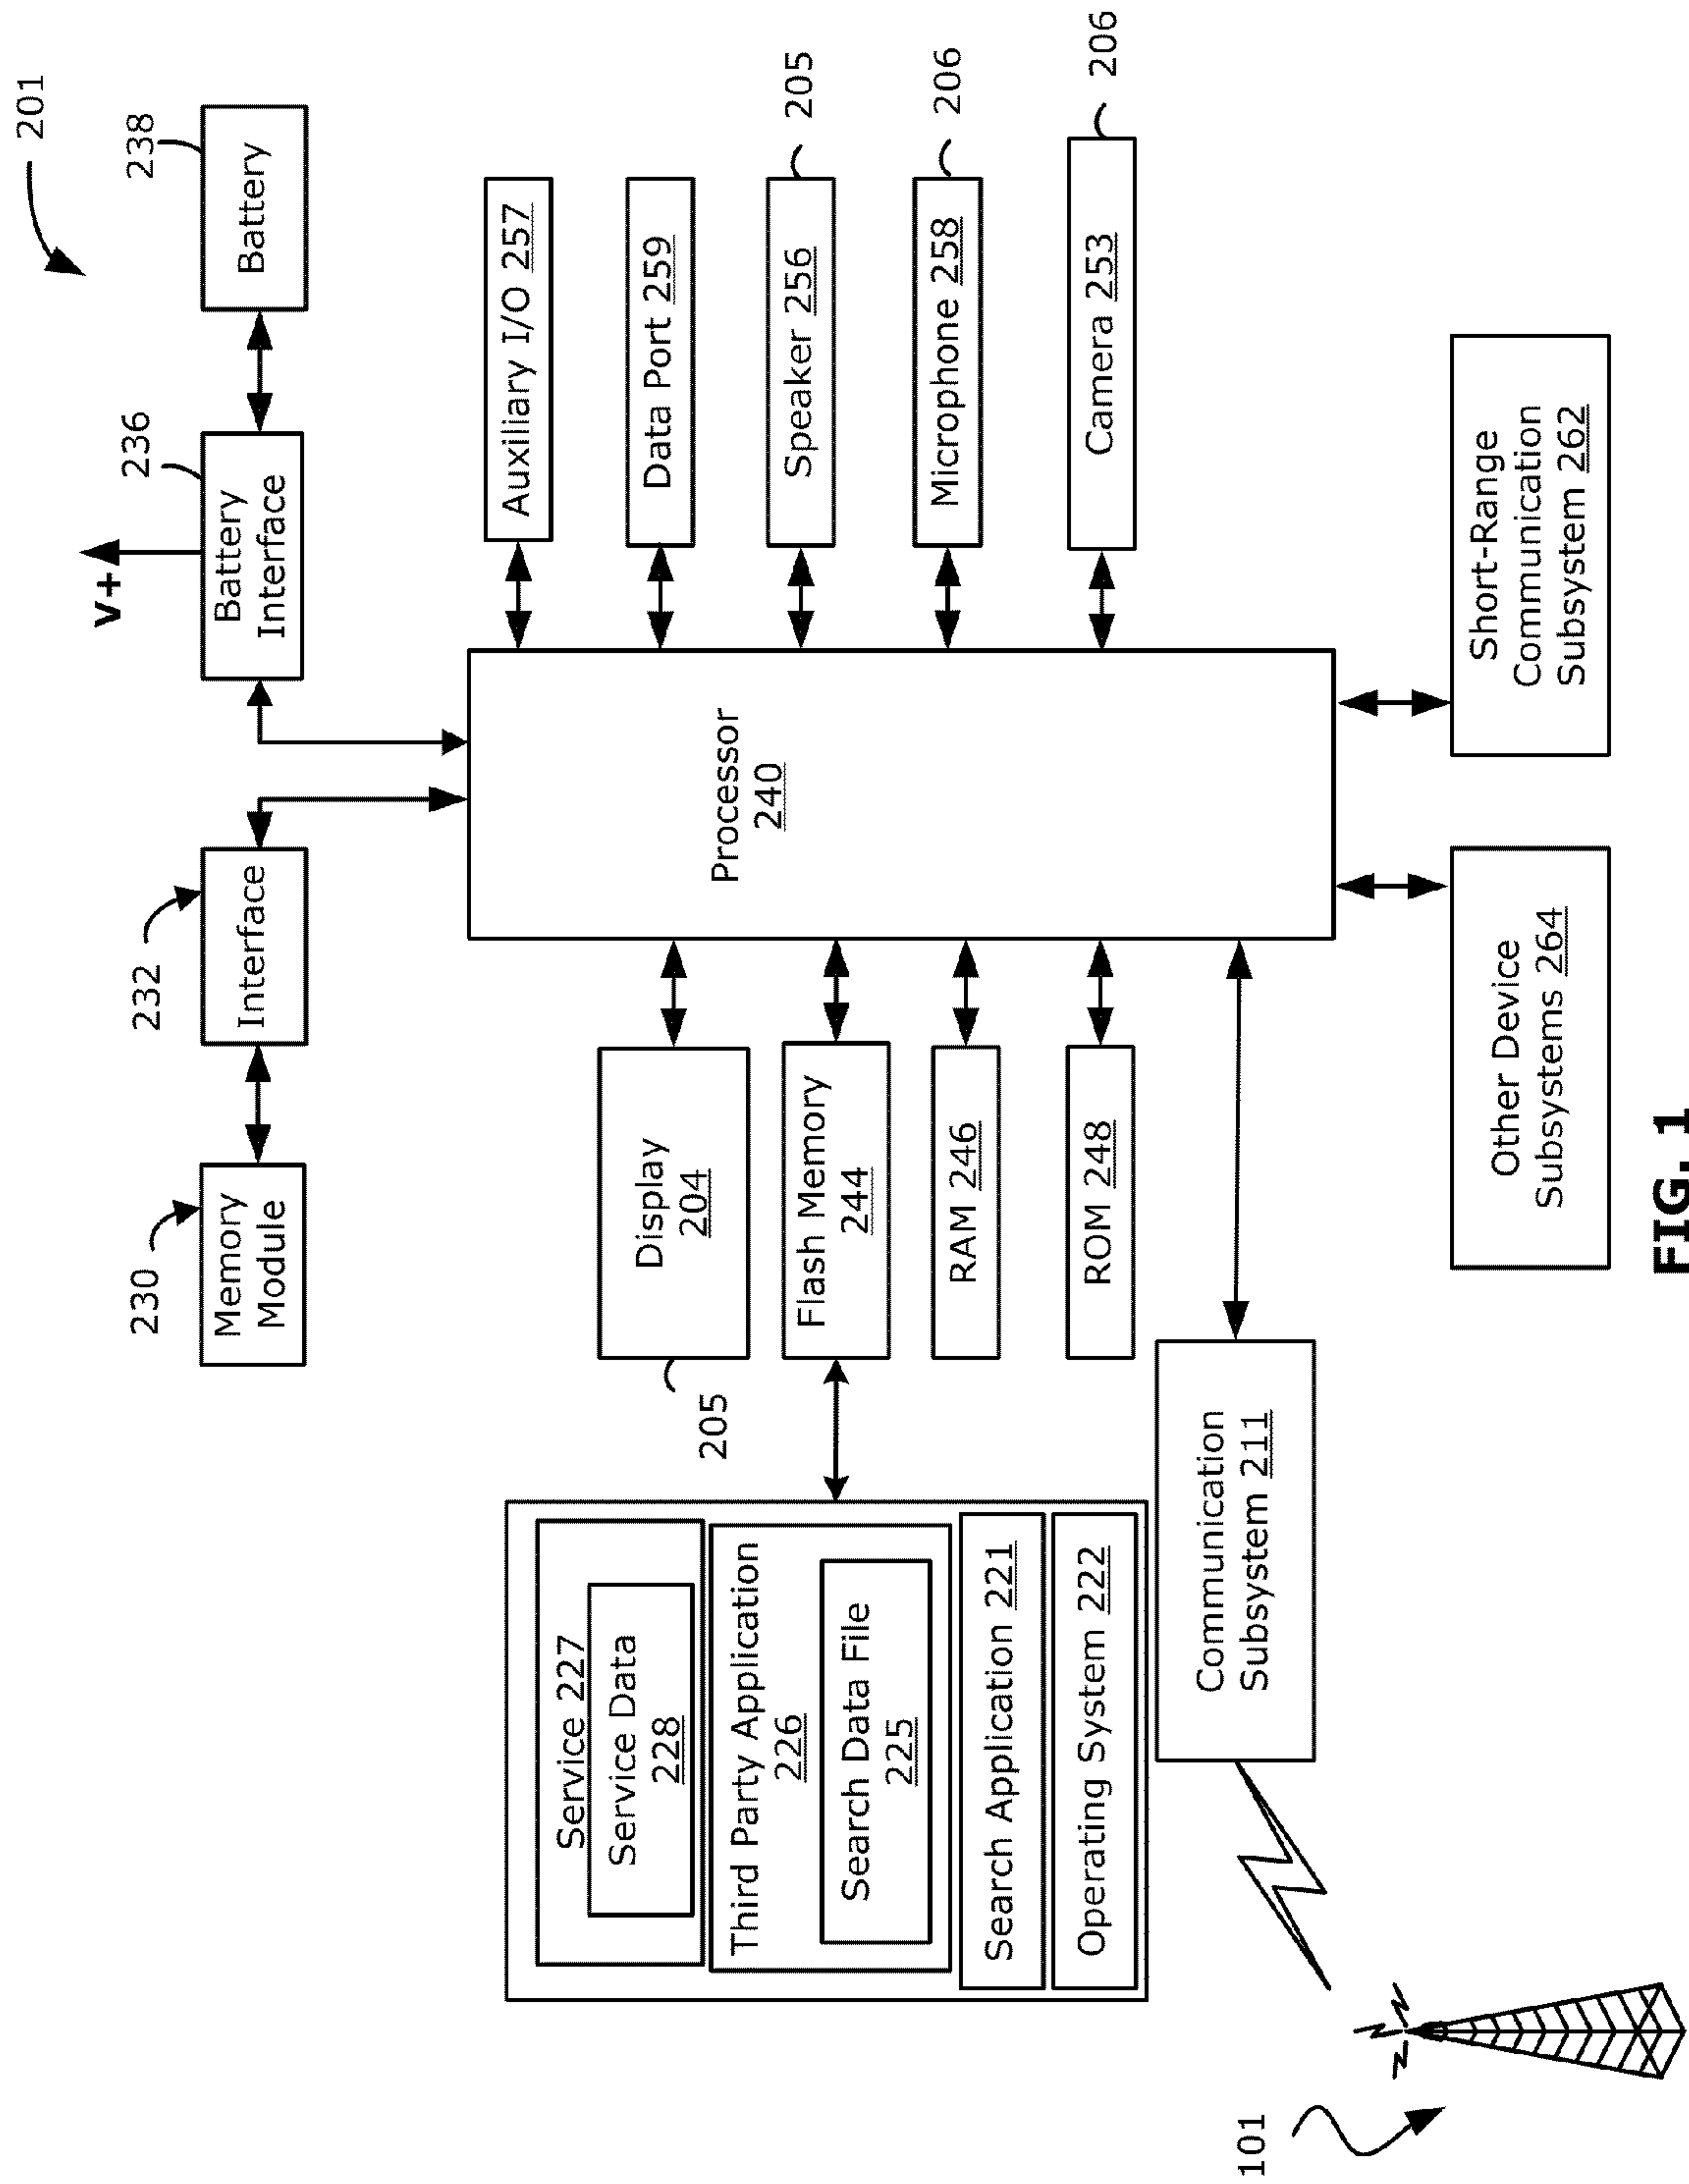 201
230
Memory
Module
232
Interface
V+
236
Battery
Interface
238
Battery
Service 227
Service Data
228
Third Party Application
226
Search Data File
225
Search Application 221
Operating System 222
205
Display
204
Flash Memory
244
RAM 246
ROM 248
Processor
240
Auxiliary I/O 257
Data Port 259
Speaker 256
205
Microphone 258
206
Camera 253
206
Communication
Subsystem 211
101
Other Device
Subsystems 264
Short-Range
Communication
Subsystem 262
FIG. 1